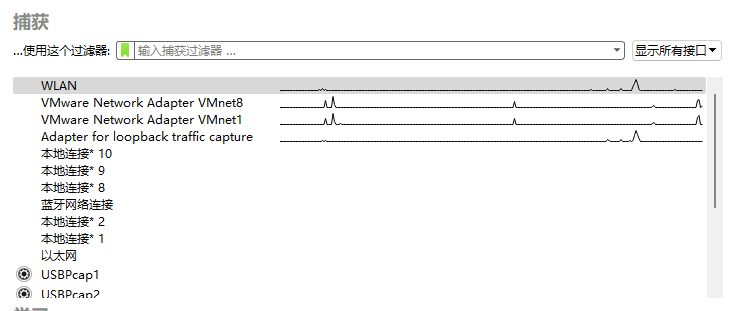 捕获
...使用这个过滤器: 输入捕获过滤器 ... 显示所有接口
WLAN
VMware Network Adapter VMnet8
VMware Network Adapter VMnet1
Adapter for loopback traffic capture
本地连接* 10
本地连接* 9
本地连接* 8
蓝牙网络连接
本地连接* 2
本地连接* 1
以太网
USBPcap1
USBPcap2